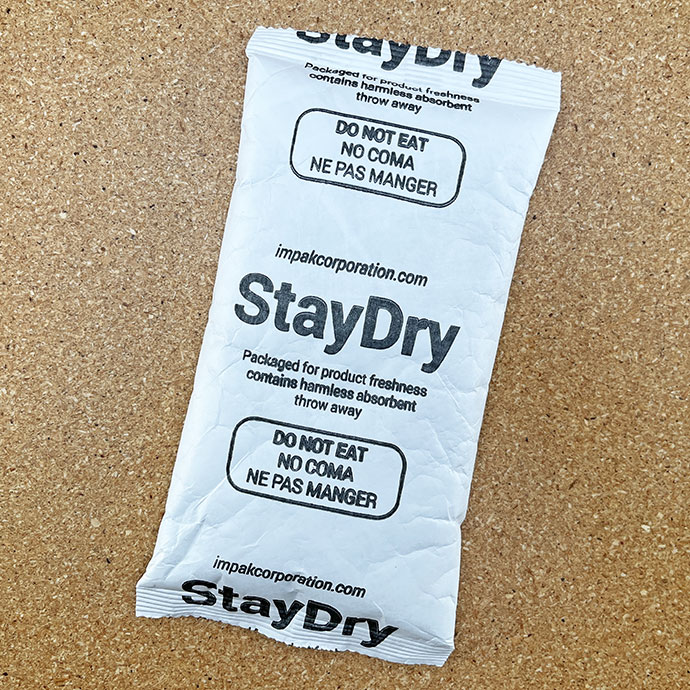 StayDry
Packaged for product freshness
contains harmless absorbent
throw away
DO NOT EAT
NO COMA
NE PAS MANGER
impakcorporation.com
StayDry
Packaged for product freshness
contains harmless absorbent
throw away
DO NOT EAT
NO COMA
NE PAS MANGER
impakcorporation.com
StayDry